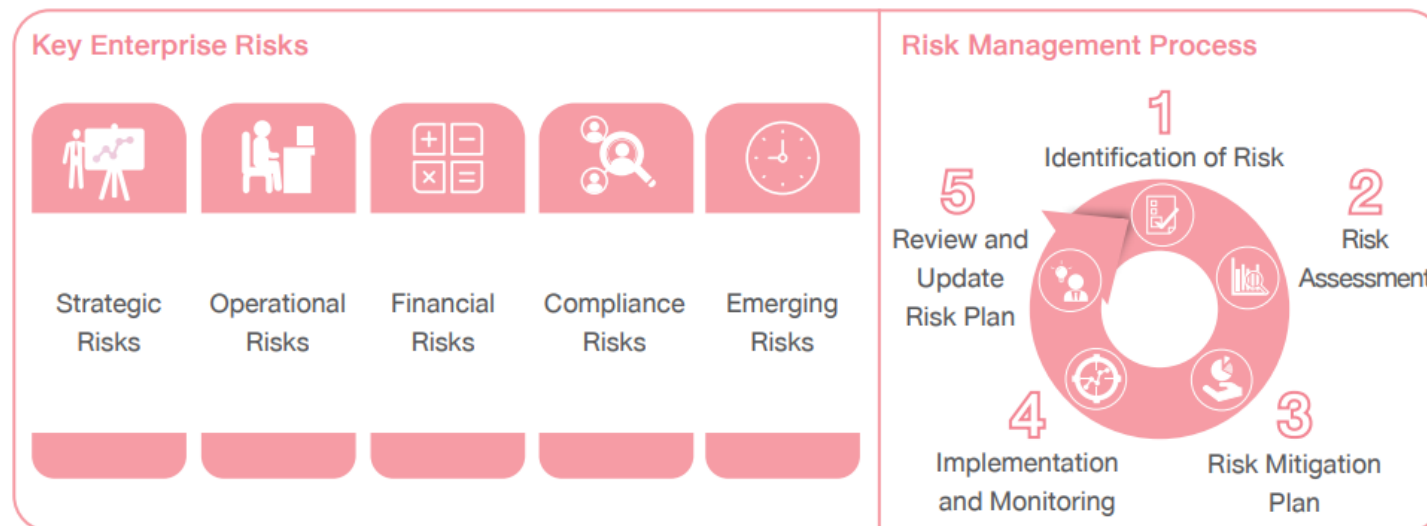 Key Enterprise Risks
Strategic
Risks
Operational
Risks
Financial
Risks
Compliance
Risks
Emerging
Risks
Risk Management Process
1
Identification of Risk
2
Risk
Assessment
3
Risk Mitigation
Plan
4
Implementation
and Monitoring
5
Review and
Update
Risk Plan